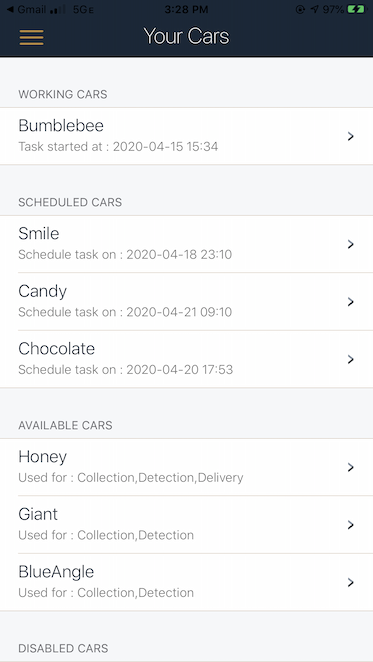 Gmail 5GE 3:28 PM 97%
Your Cars
WORKING CARS
Bumblebee
Task started at : 2020-04-15 15:34
SCHEDULED CARS
Smile
Schedule task on : 2020-04-18 23:10
Candy
Schedule task on : 2020-04-21 09:10
Chocolate
Schedule task on : 2020-04-20 17:53
AVAILABLE CARS
Honey
Used for : Collection,Detection,Delivery
Giant
Used for : Collection,Detection
BlueAngle
Used for : Collection,Detection
DISABLED CARS